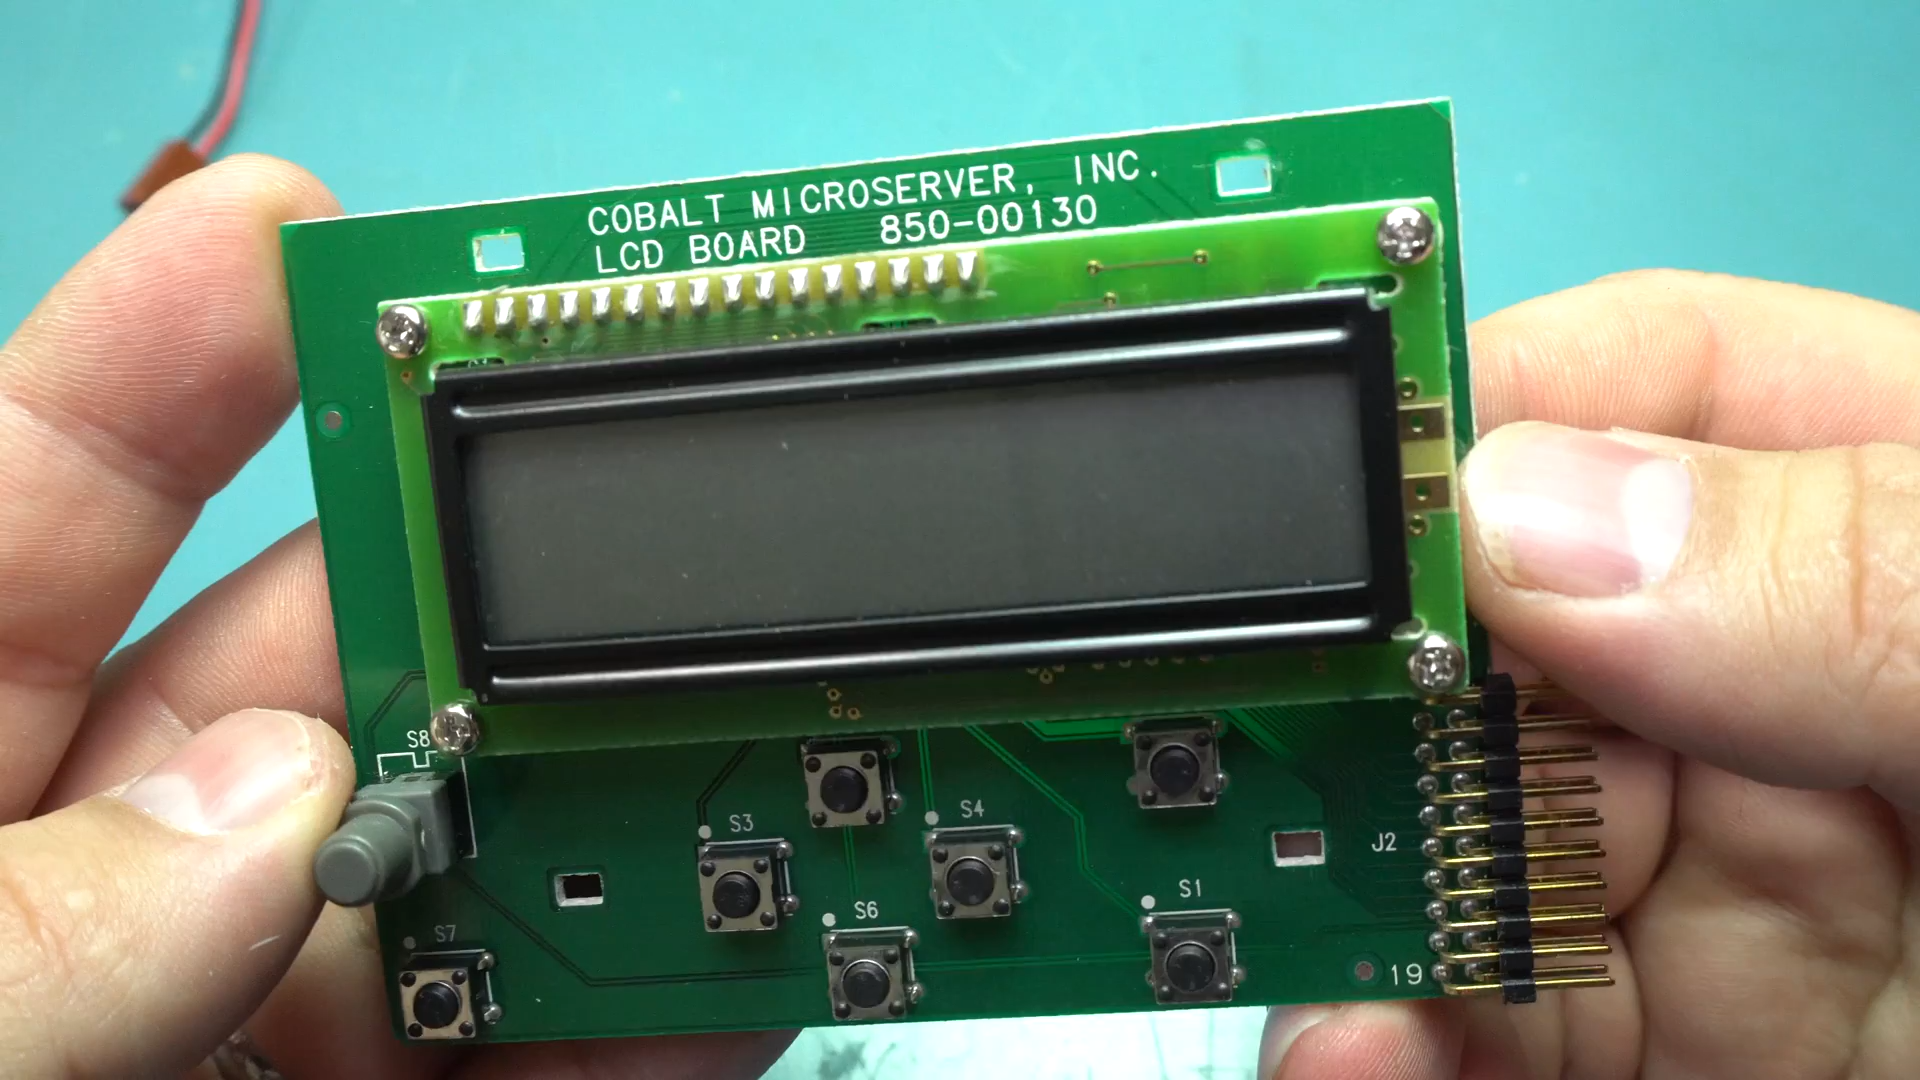 COBALT MICROSERVER, INC.
LCD BOARD 850-00130
S8
S3
S4
J2
S1
S6
S7
19